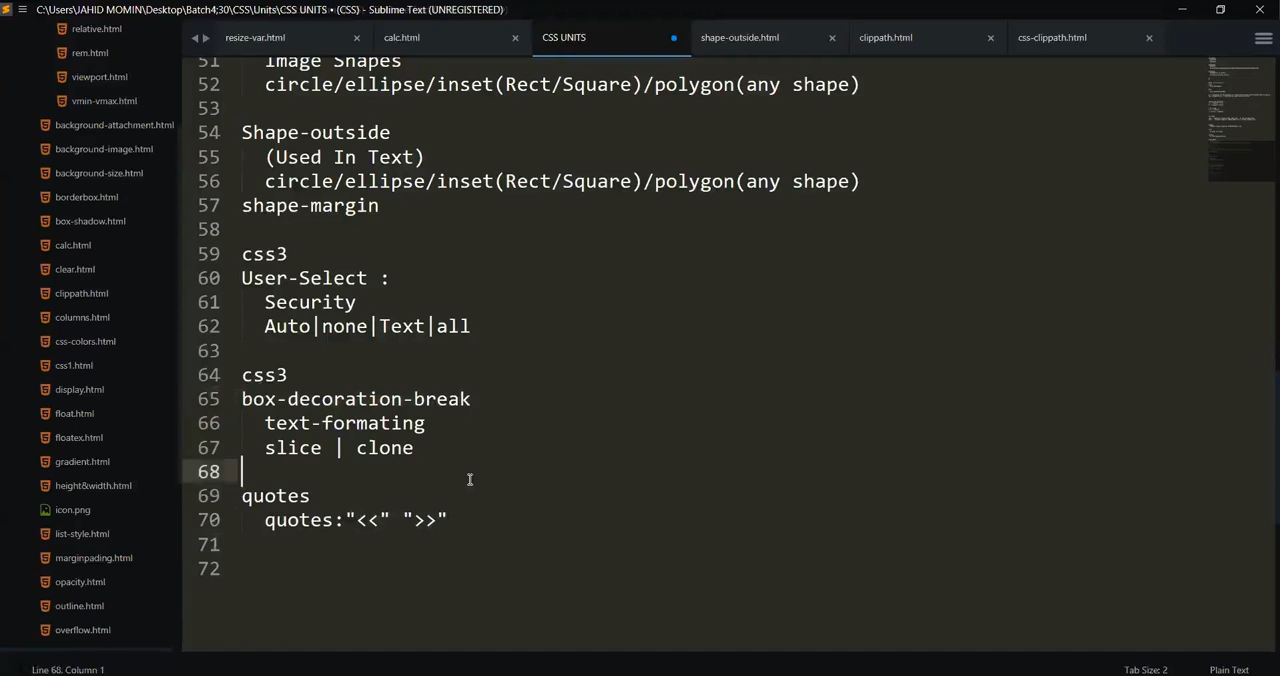 C:\Users\JAHID MOMIN\Desktop\Batch4;30\CSS\Units\CSS UNITS • (CSS) - Sublime Text (UNREGISTERED)
relative.html
rem.html
viewport.html
vmin-vmax.html
background-attachment.html
background-image.html
background-size.html
borderbox.html
box-shadow.html
calc.html
clear.html
clippath.html
columns.html
css-colors.html
css1.html
display.html
float.html
floatex.html
gradient.html
height&width.html
icon.png
list-style.html
marginpading.html
opacity.html
outline.html
overflow.html
resize-var.html calc.html CSS UNITS shape-outside.html clippath.html css-clippath.html
51 Image Shapes
52 circle/ellipse/inset(Rect/Square)/polygon(any shape)
53
54 Shape-outside
55 (Used In Text)
56 circle/ellipse/inset(Rect/Square)/polygon(any shape)
57 shape-margin
58
59 css3
60 User-Select :
61 Security
62 Auto|none|Text|all
63
64 css3
65 box-decoration-break
66 text-formating
67 slice | clone
68
69 quotes
70 quotes:"<<" ">>"
71
72
Line 68, Column 1 Tab Size: 2 Plain Text